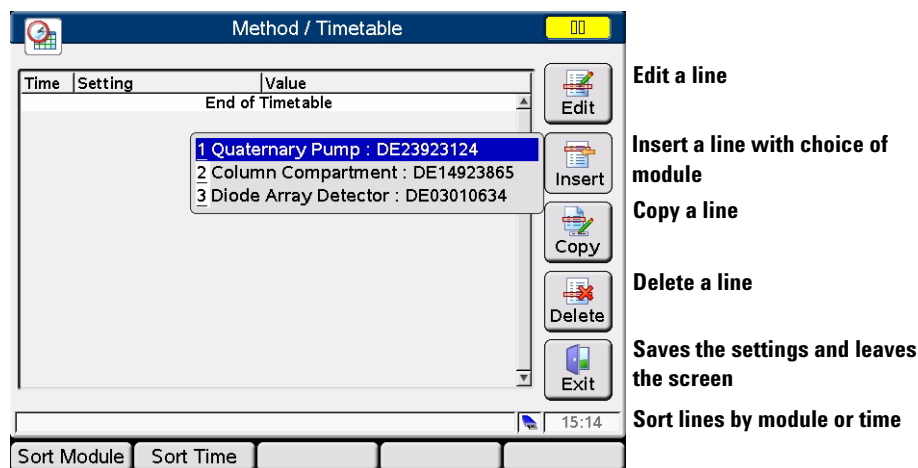 Method / Timetable
Time Setting Value
End of Timetable
1 Quaternary Pump : DE23923124
2 Column Compartment : DE14923865
3 Diode Array Detector : DE03010634
Edit
Insert
Copy
Delete
Exit
15:14
Sort Module Sort Time
Edit a line
Insert a line with choice of
module
Copy a line
Delete a line
Saves the settings and leaves
the screen
Sort lines by module or time